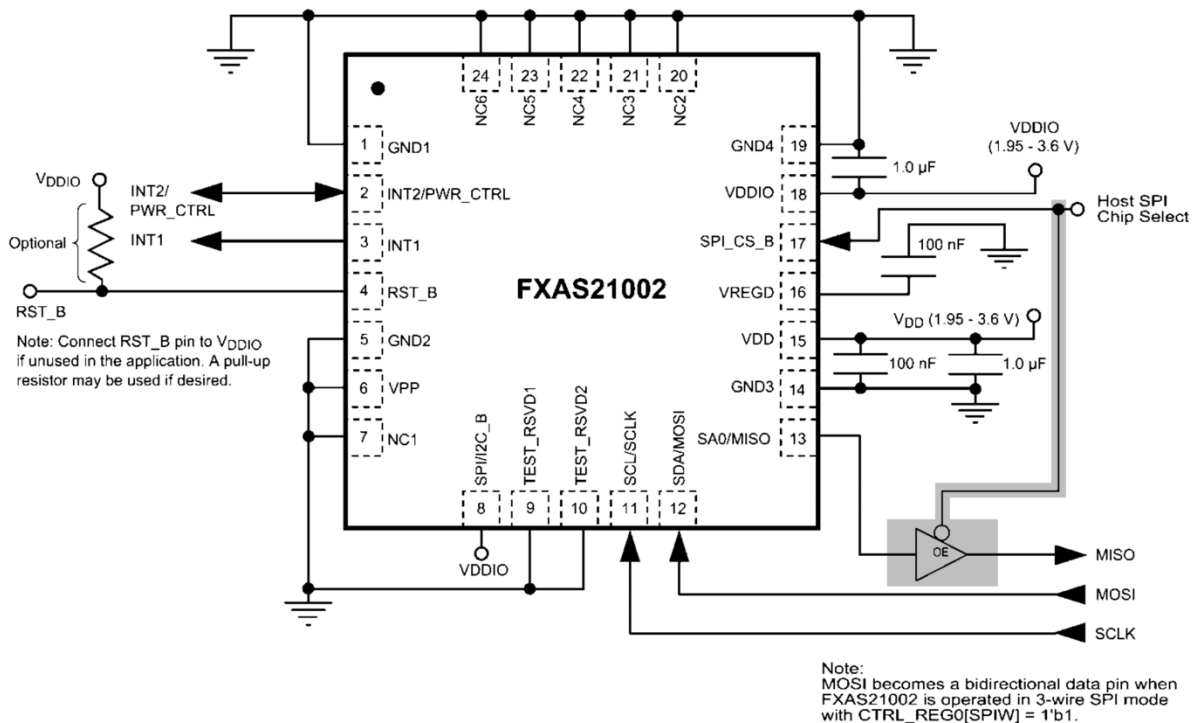 24
23
22
21
20
NC6
NC5
NC4
NC3
NC2
1
GND1
GND4
19
VDDIO
(1.95 - 3.6 V)
1.0 µF
VDDIO
INT2/
PWR_CTRL
2
INT2/PWR_CTRL
VDDIO
18
Host SPI
Chip Select
Optional
INT1
3
INT1
SPI_CS_B
17
100 nF
FXAS21002
RST_B
4
RST_B
VREGD
16
Note: Connect RST_B pin to VDDIO
if unused in the application. A pull-up
resistor may be used if desired.
5
GND2
VDD
15
VDD (1.95 - 3.6 V)
100 nF
1.0 µF
6
VPP
GND3
14
7
NC1
SA0/MISO
13
SPI/I2C_B
TEST_RSVD1
TEST_RSVD2
SCL/SCLK
SDA/MOSI
8
9
10
11
12
VDDIO
OE
MISO
MOSI
SCLK
Note:
MOSI becomes a bidirectional data pin when
FXAS21002 is operated in 3-wire SPI mode
with CTRL_REG0[SPIW] = 1'b1.